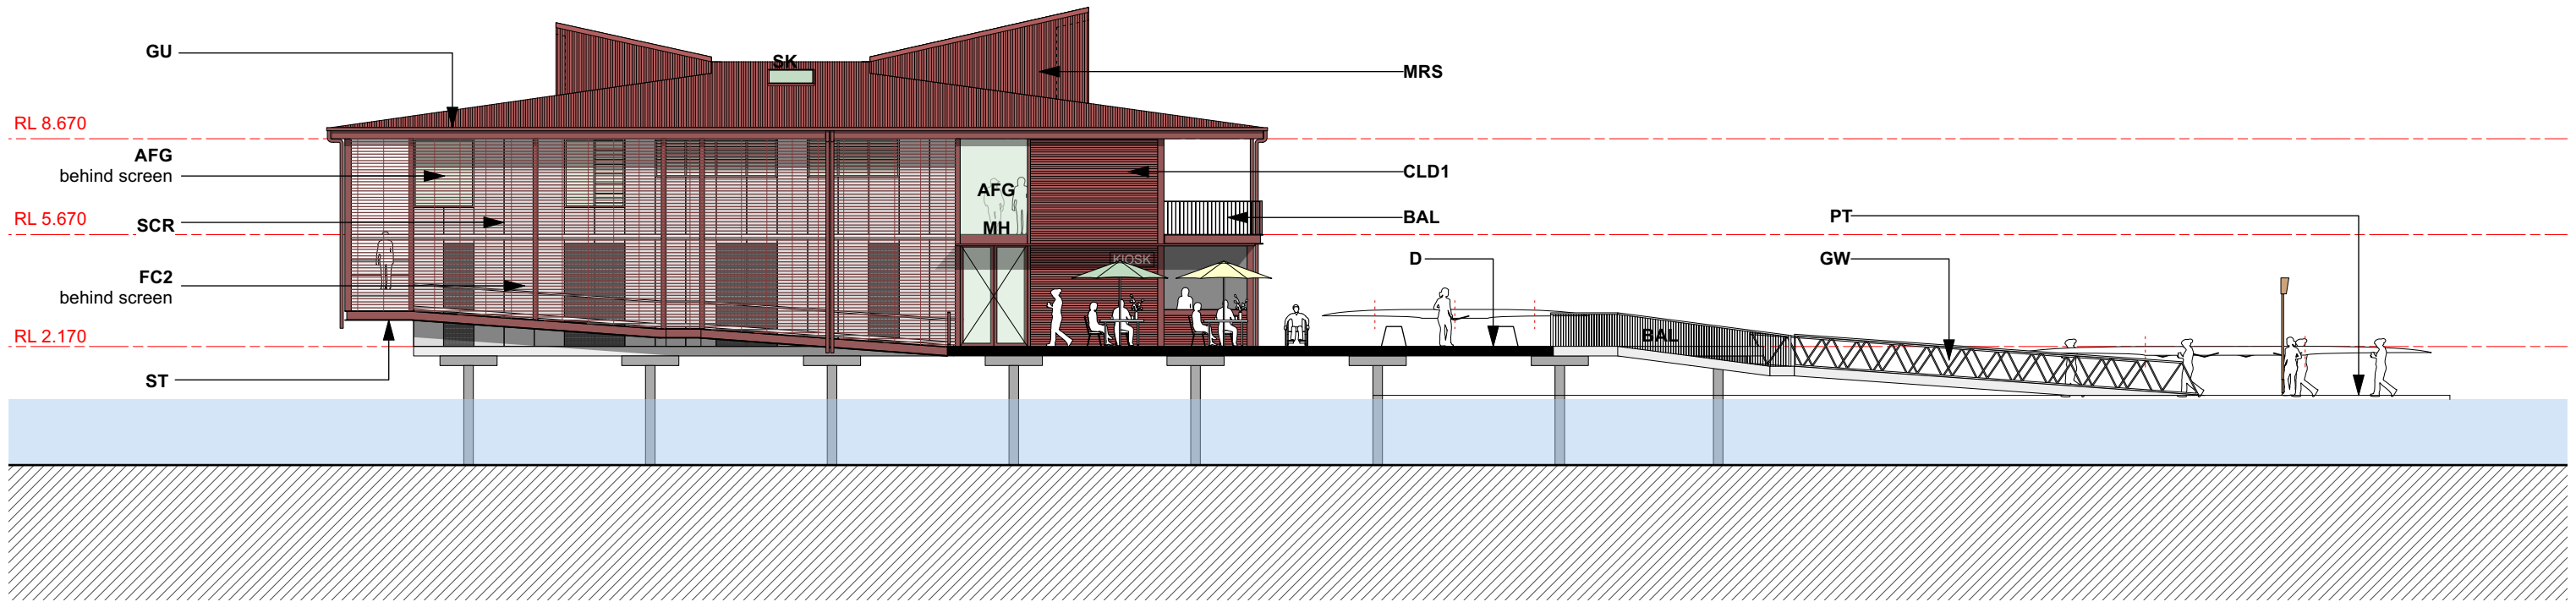 GU
SK
MRS
RL 8.670
AFG
behind screen
CLD1
AFG
RL 5.670
SCR
BAL
PT
MH
GW
D
KIOSK
FC2
behind screen
RL 2.170
BAL
ST